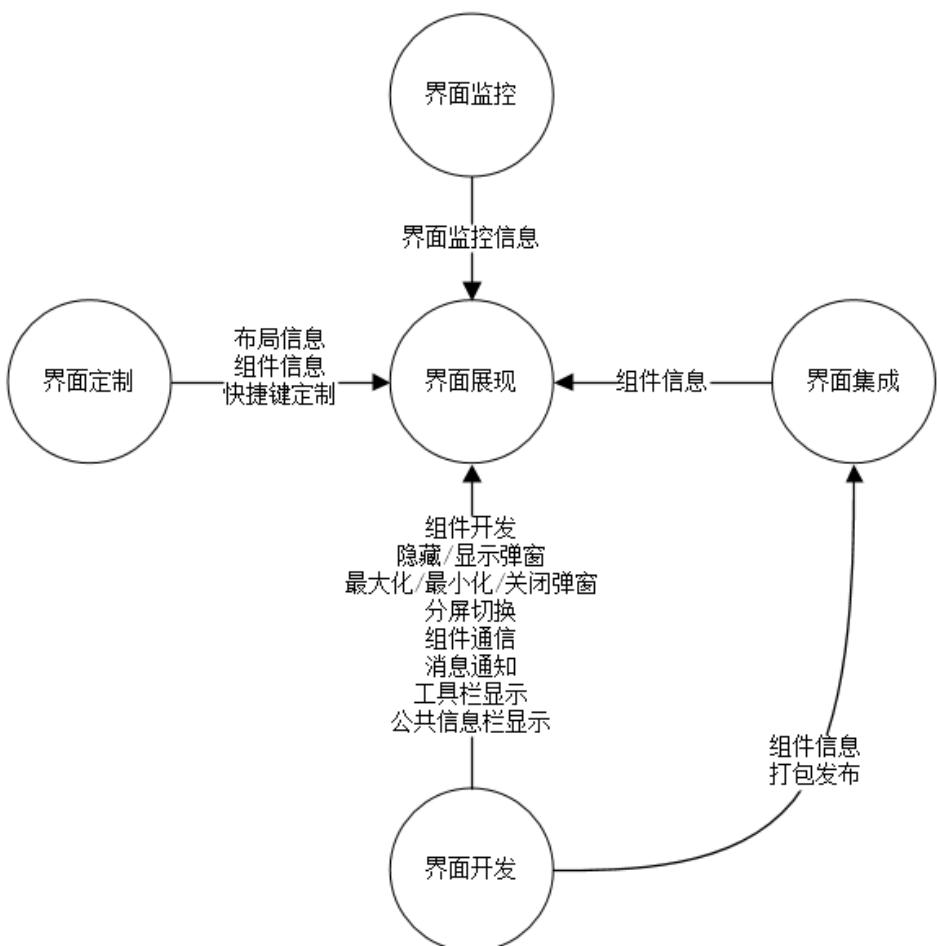 界面监控
界面监控信息
布局信息
组件信息
快捷键定制
界面定制
界面展现
组件信息
界面集成
组件开发
隐藏/显示弹窗
最大化/最小化/关闭弹窗
分屏切换
组件通信
消息通知
工具栏显示
公共信息栏显示
组件信息
打包发布
界面开发